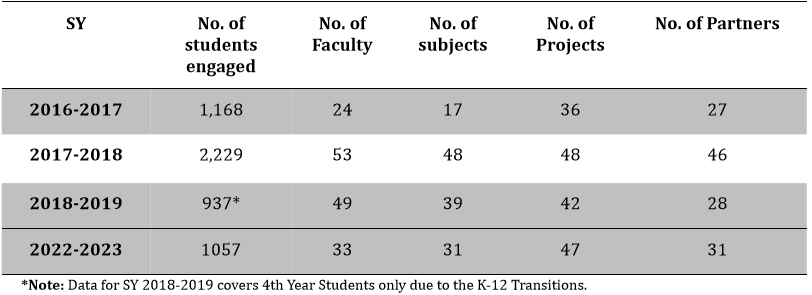 SY No. of students engaged No. of Faculty No. of subjects No. of Projects No. of Partners
2016-2017 1,168 24 17 36 27
2017-2018 2,229 53 48 48 46
2018-2019 937* 49 39 42 28
2022-2023 1057 33 31 47 31
*Note: Data for SY 2018-2019 covers 4th Year Students only due to the K-12 Transitions.